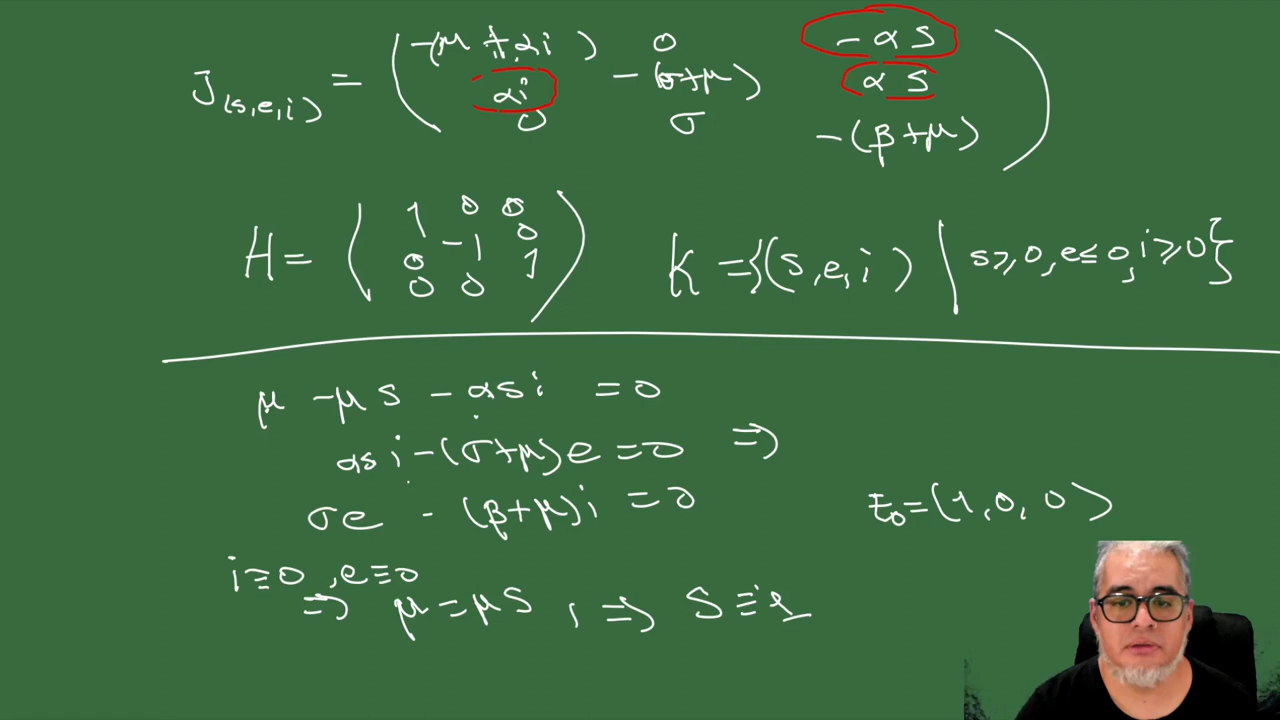 J(s,e,i) = ( -(μ + αi) 0 -αs
αi -(σ+μ) αs
0 σ -(β+μ) )
H = ( 1 0 0
0 -1 0
0 0 1 ) K = {(s,e,i) | s≥0, e≤0, i≥0}
μ - μs - αsi = 0
αsi - (σ+μ)e = 0 ⇒
σe - (β+μ)i = 0 E₀ = (1,0,0)
i≡0, e≡0
⇒ μ = μs, ⇒ s ≡ 1